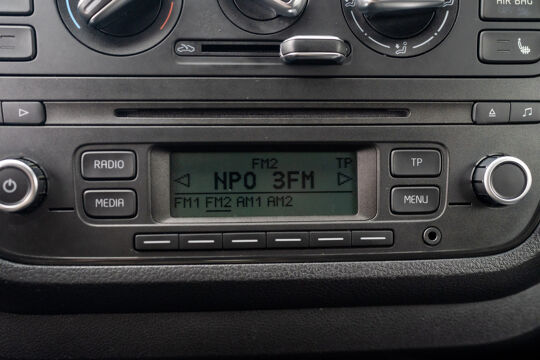 AIR BAG
RADIO
MEDIA
FM2 TP
NPO 3FM
FM1 FM2 AM1 AM2
TP
MENU